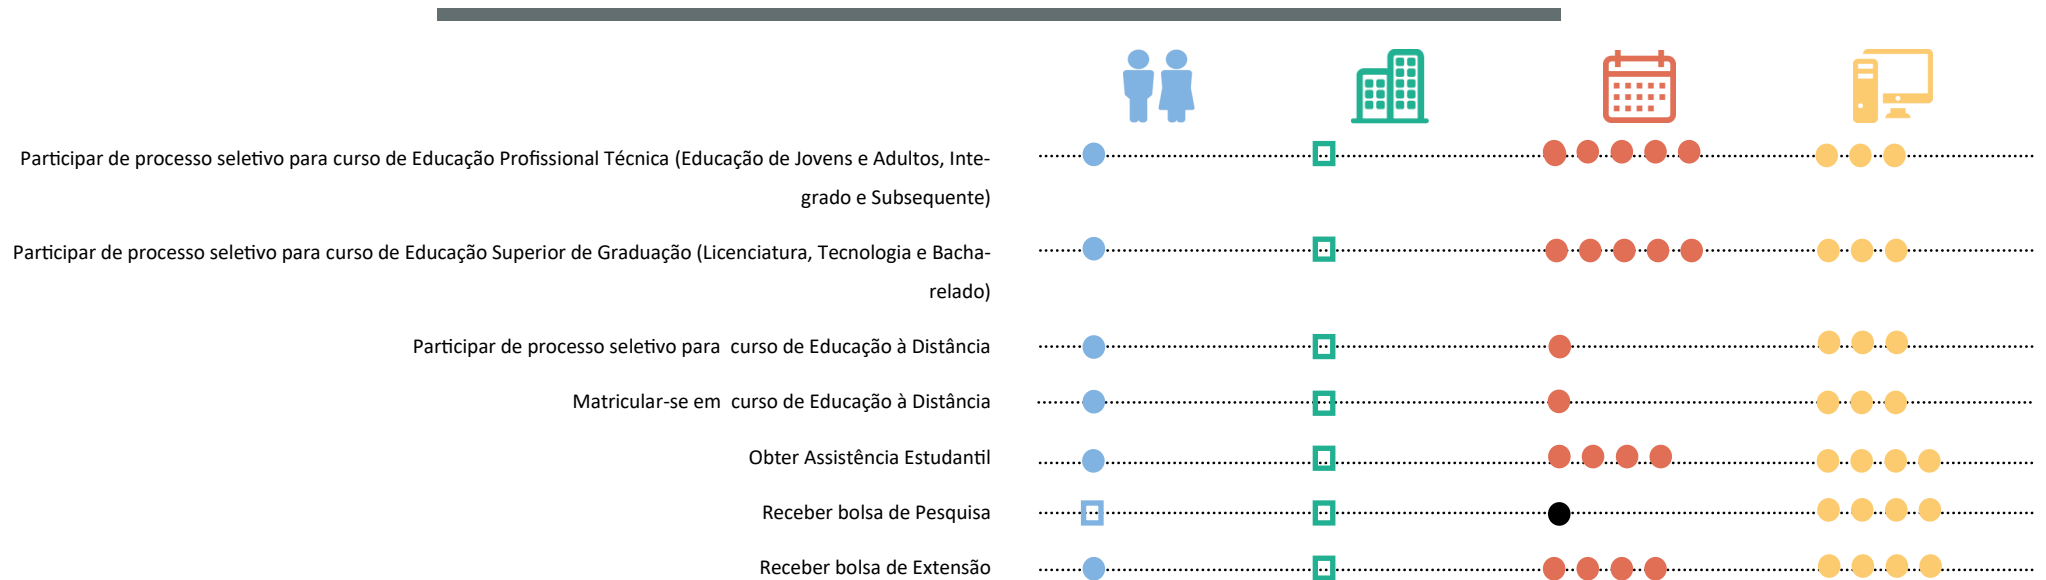 Participar de processo seletivo para curso de Educação Profissional Técnica (Educação de Jovens e Adultos, Inte-
grado e Subsequente)
Participar de processo seletivo para curso de Educação Superior de Graduação (Licenciatura, Tecnologia e Bacha-
relado)
Participar de processo seletivo para  curso de Educação à Distância
Matricular-se em  curso de Educação à Distância
Obter Assistência Estudantil
Receber bolsa de Pesquisa
Receber bolsa de Extensão